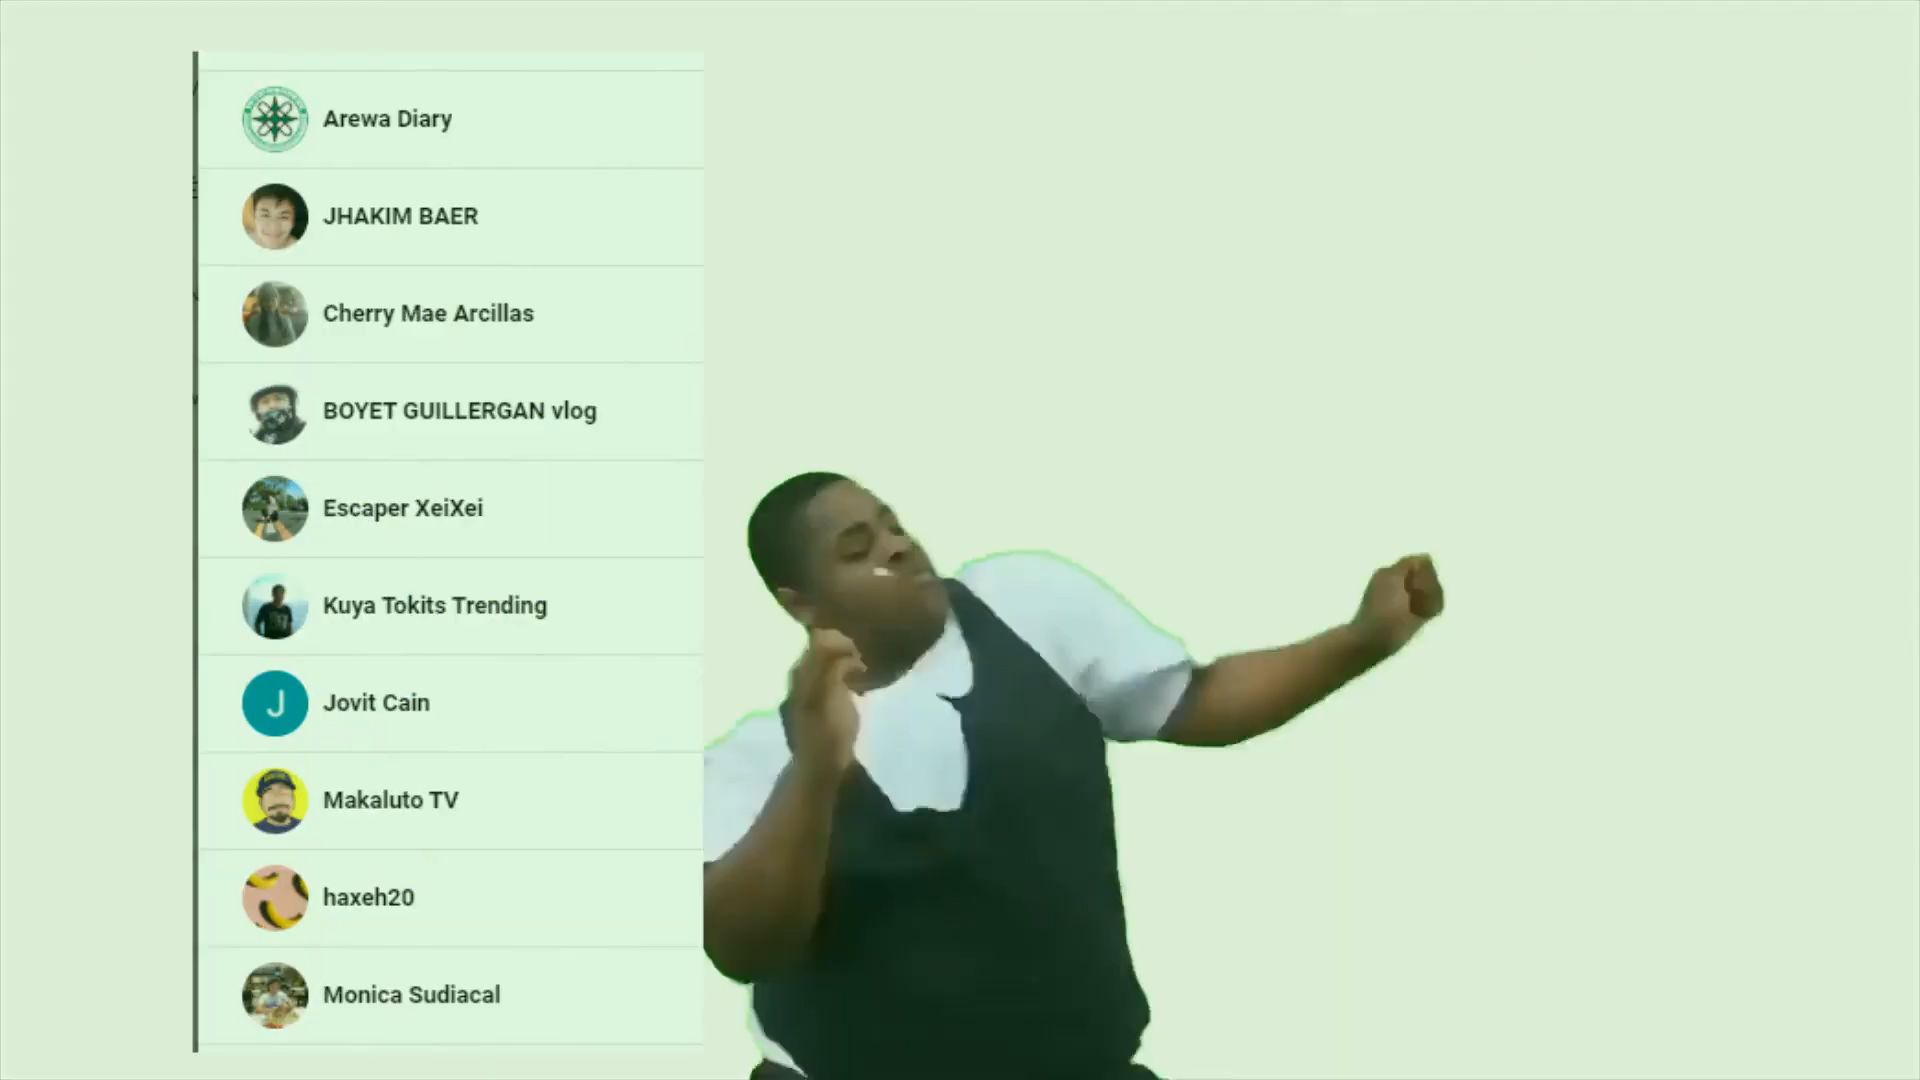 Arewa Diary
JHAKIM BAER
Cherry Mae Arcillas
BOYET GUILLERGAN vlog
Escaper XeiXei
Kuya Tokits Trending
J
Jovit Cain
Makaluto TV
haxeh20
Monica Sudiacal